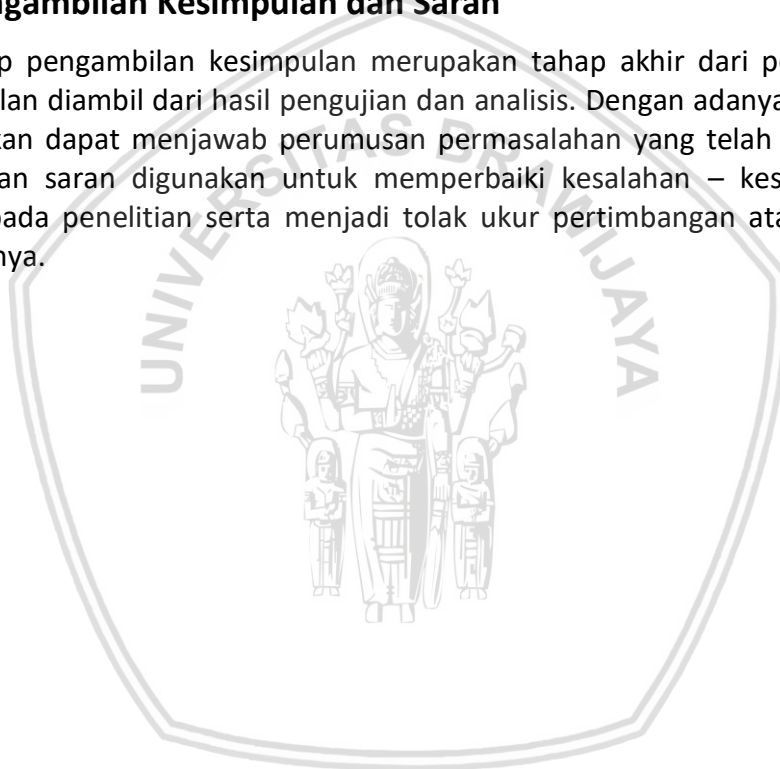 ngambilan Kesimpulan dan Saran
p pengambilan kesimpulan merupakan tahap akhir dari pe
lan diambil dari hasil pengujian dan analisis. Dengan adanya
kan dapat menjawab perumusan permasalahan yang telah
an saran digunakan untuk memperbaiki kesalahan – kes
pada penelitian serta menjadi tolak ukur pertimbangan ata
nya.
UNIVERSITAS BRAWIJAYA